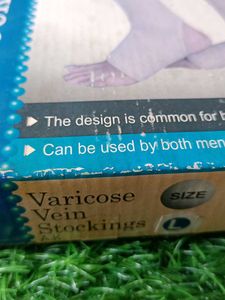 The design is common for b
Can be used by both men
Varicose
Vein
Stockings
A.K.
SIZE
L